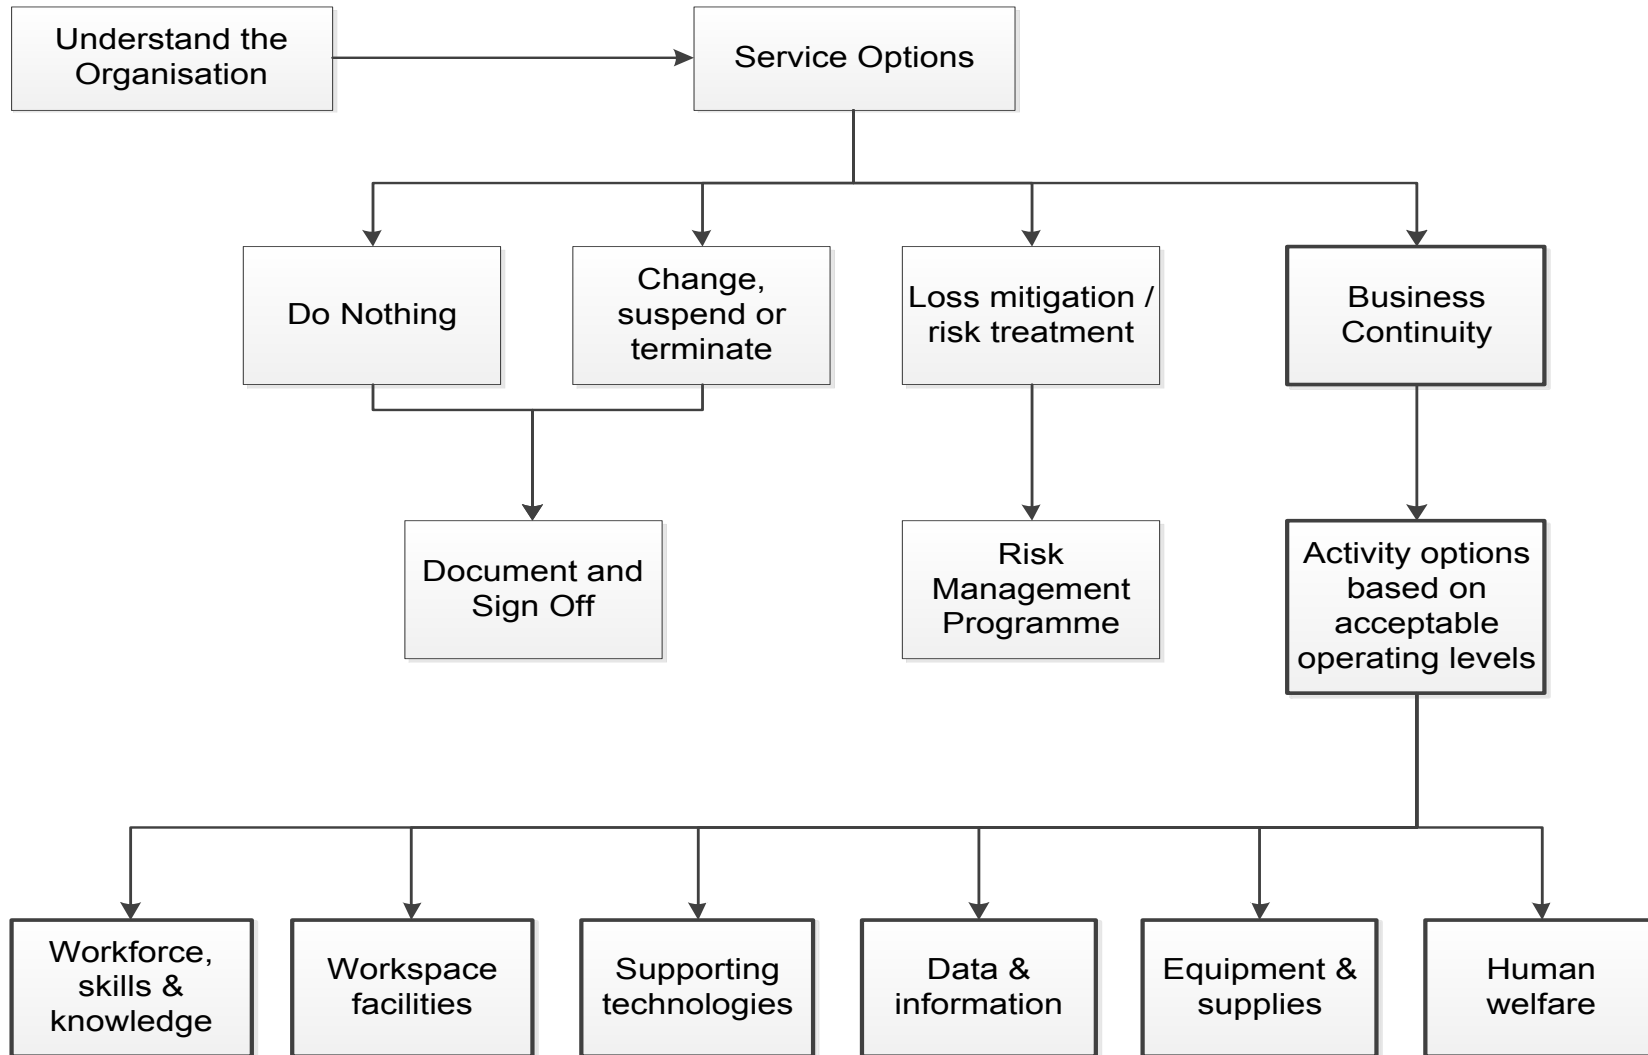 Understand the
Organisation
Service Options
Do Nothing
Change,
suspend or
terminate
Loss mitigation /
risk treatment
Business
Continuity
Document and
Sign Off
Risk
Management
Programme
Activity options
based on
acceptable
operating levels
Workforce,
skills &
knowledge
Workspace
facilities
Supporting
technologies
Data &
information
Equipment &
supplies
Human
welfare